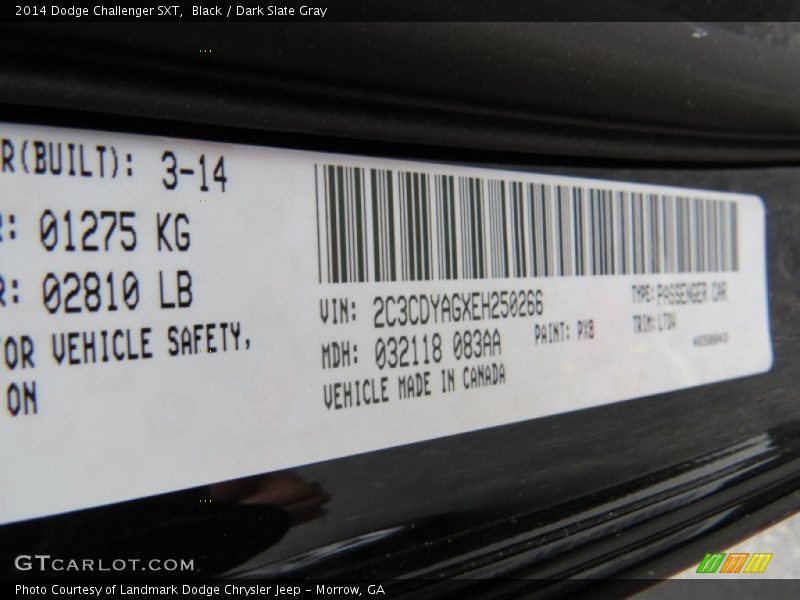 2014 Dodge Challenger SXT,  Black / Dark Slate Gray
R(BUILT): 3-14
R: 01275 KG
R: 02810 LB
OR VEHICLE SAFETY,
ON
VIN: 2C3CDYAGXEH250266
TYPE: PASSENGER CAR
MDH: 032118 083AA
PAINT: PX8
TRIM:
VEHICLE MADE IN CANADA
GTCARLOT.COM
Photo Courtesy of Landmark Dodge Chrysler Jeep - Morrow, GA